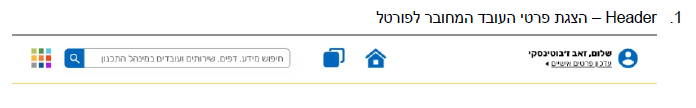 1. Header – הצגת פרטי העובד המחובר לפורטל
שלום, זאב ז'בוטינסקי
עדכון פרטים אישיים
חיפוש מידע, דפים, שירותים ועובדים במינהל התכנון